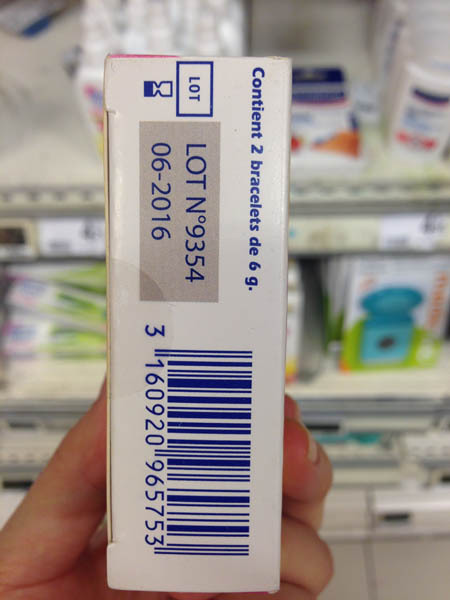 Contient 2 bracelets de 6 g.
LOT
LOT N°9354
06-2016
3 160920 965753